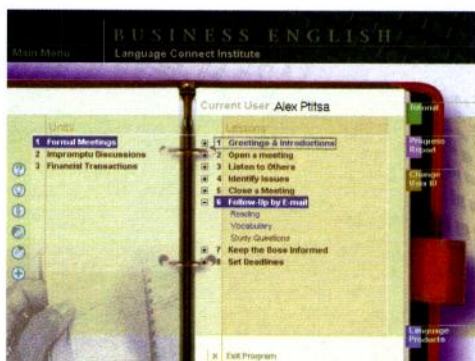 BUSINESS ENGLISH
Main Menu
Language Connect Institute
Current User Alex Ptitsa
Units
1 Formal Meetings
2 Impromptu Discussions
3 Financial Transactions
Lessons
1 Greetings & Introductions
2 Open a meeting
3 Listen to Others
4 Identify Issues
5 Close a Meeting
6 Follow-Up by E-mail
Reading
Vocabulary
Study Questions
7 Keep the Boss Informed
8 Set Deadlines
x Exit Program
Tutorial
Progress
Report
Change
User ID
Language
Products